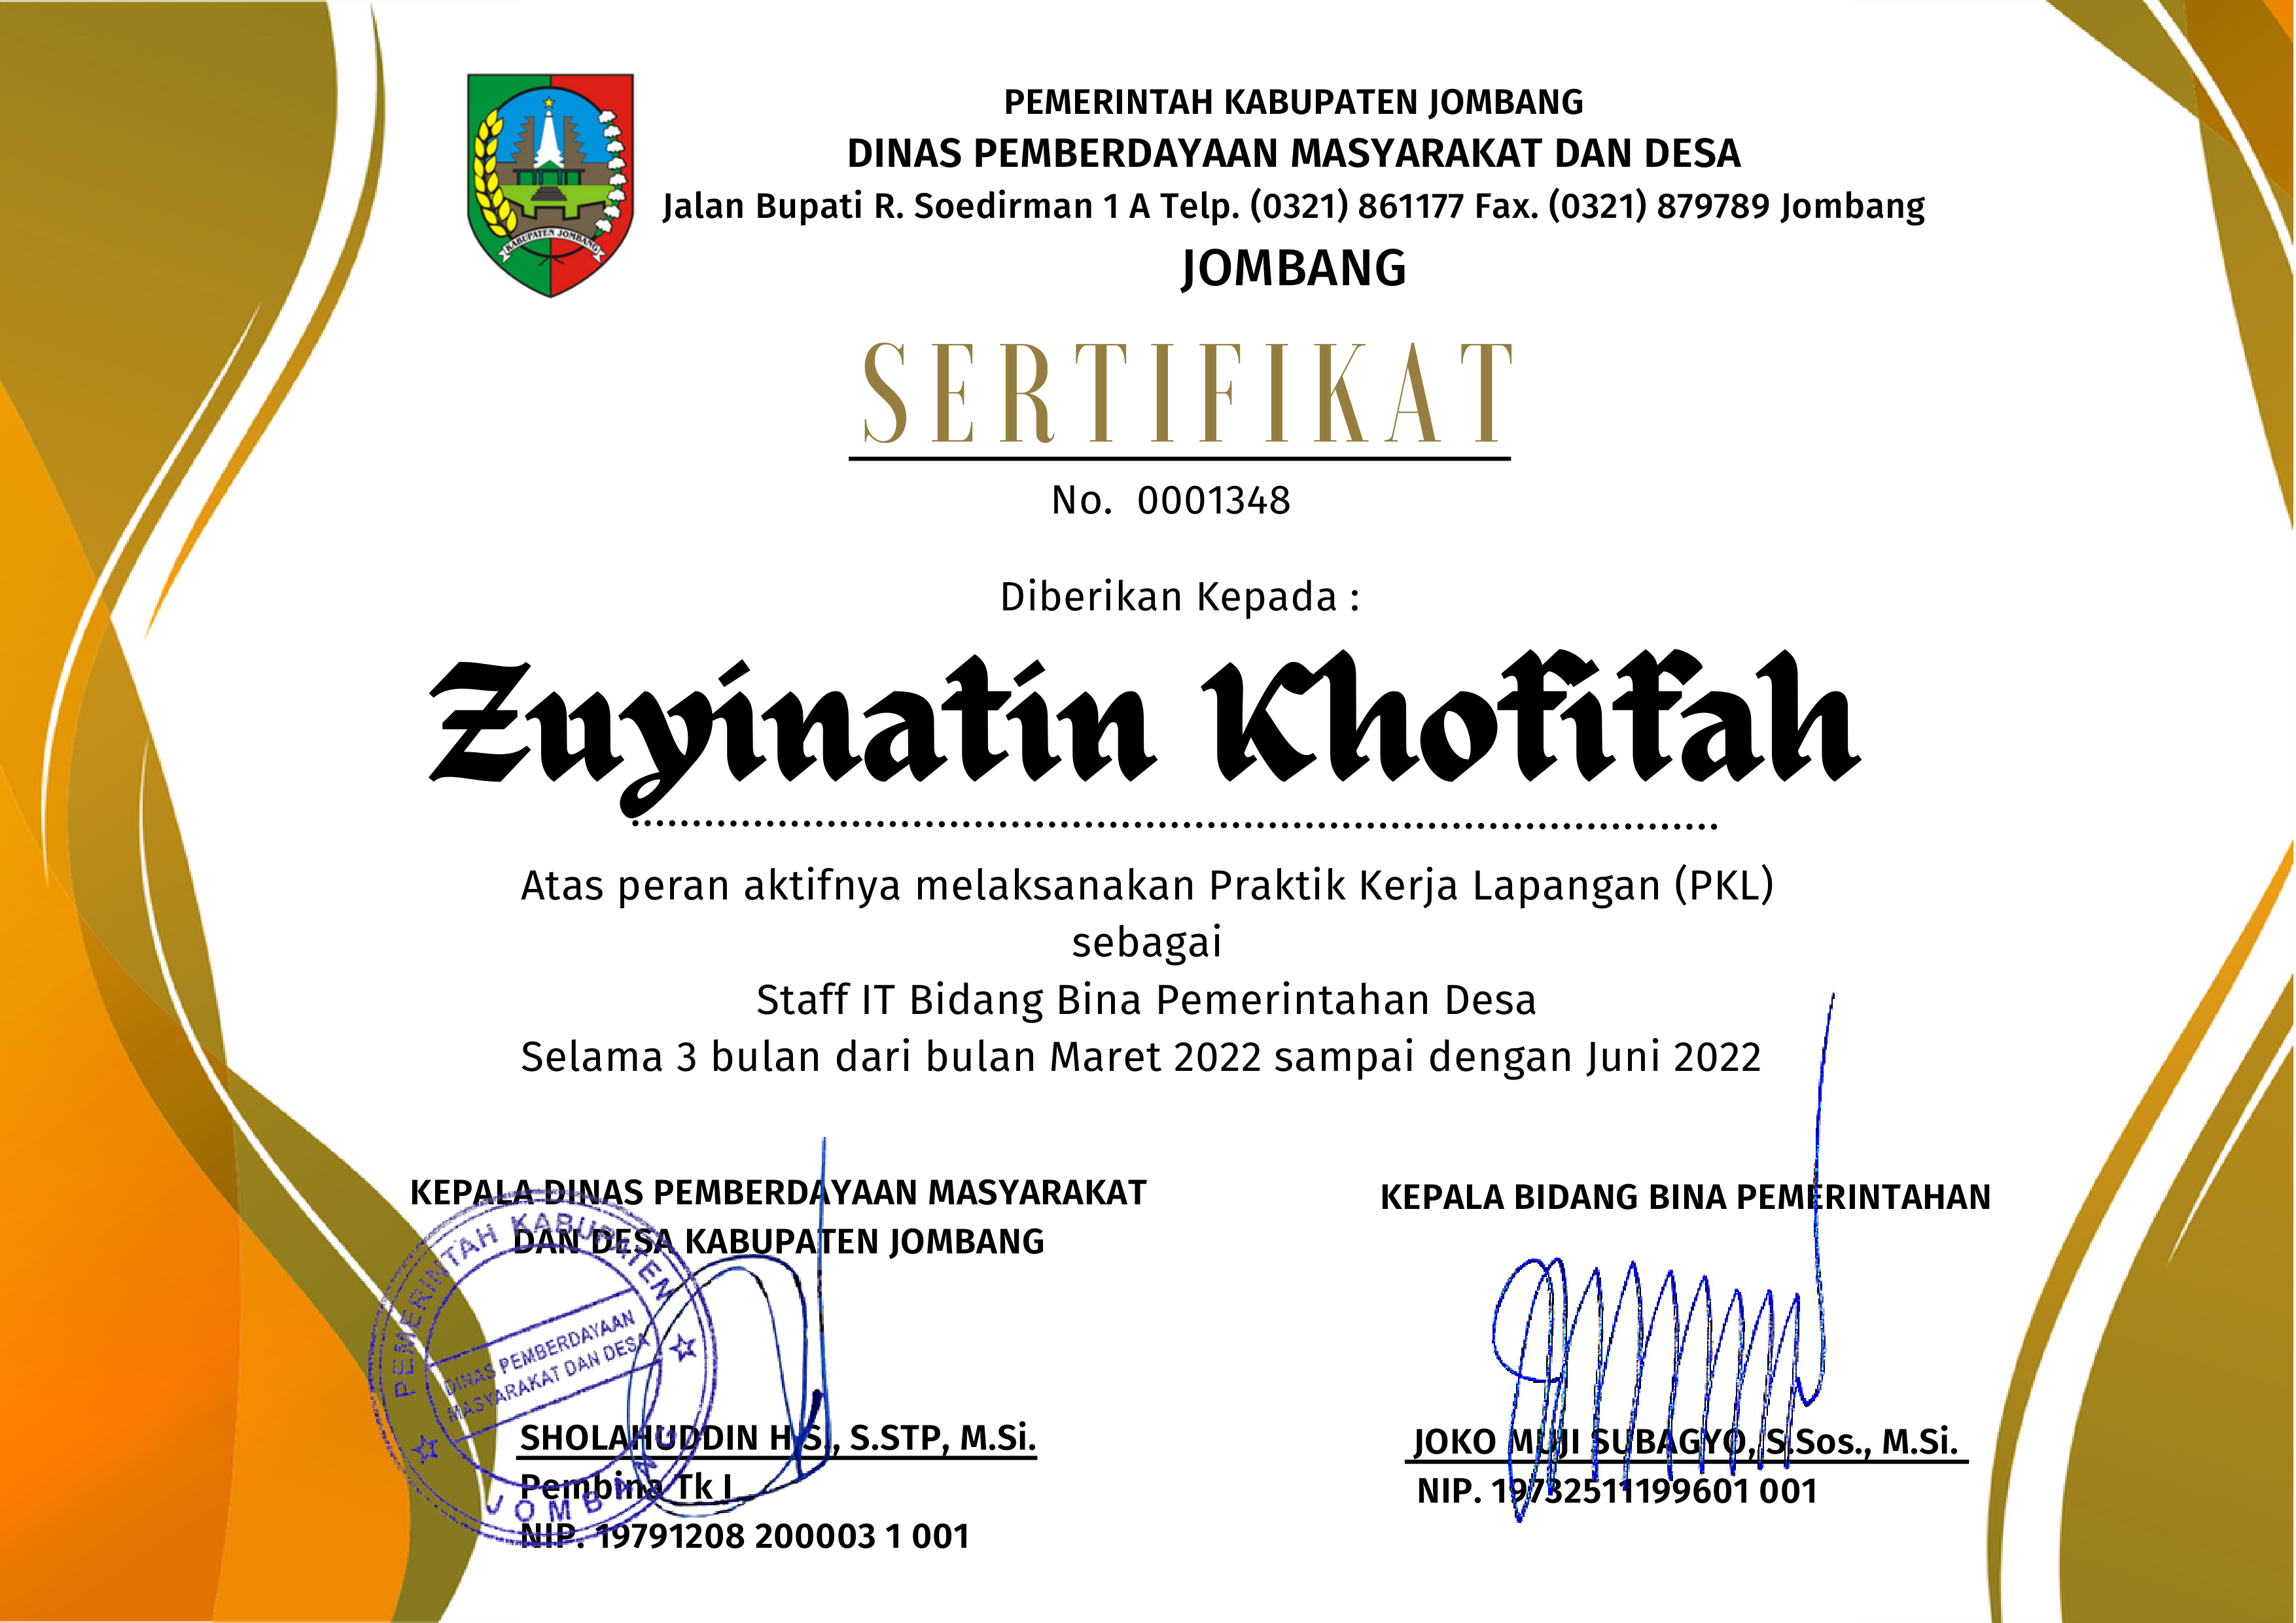 PEMERINTAH KABUPATEN JOMBANG
DINAS PEMBERDAYAAN MASYARAKAT DAN DESA
Jalan Bupati R. Soedirman 1 A Telp. (0321) 861177 Fax. (0321) 879789 Jombang
JOMBANG
KABUPATEN JOMBANG
SERTIFIKAT
No. 0001348
Diberikan Kepada :
Zuyinatin Khofifah
Atas peran aktifnya melaksanakan Praktik Kerja Lapangan (PKL)
sebagai
Staff IT Bidang Bina Pemerintahan Desa
Selama 3 bulan dari bulan Maret 2022 sampai dengan Juni 2022
KEPALA DINAS PEMBERDAYAAN MASYARAKAT
DAN DESA KABUPATEN JOMBANG
PEMERINTAH KABUPATEN
DINAS PEMBERDAYAAN
MASYARAKAT DAN DESA
JOMBANG
SHOLAHUDDIN H.S., S.STP, M.Si.
Pembina Tk I
NIP. 19791208 200003 1 001
KEPALA BIDANG BINA PEMERINTAHAN
JOKO MUJI SUBAGYO, S.Sos., M.Si.
NIP. 19732511199601 001